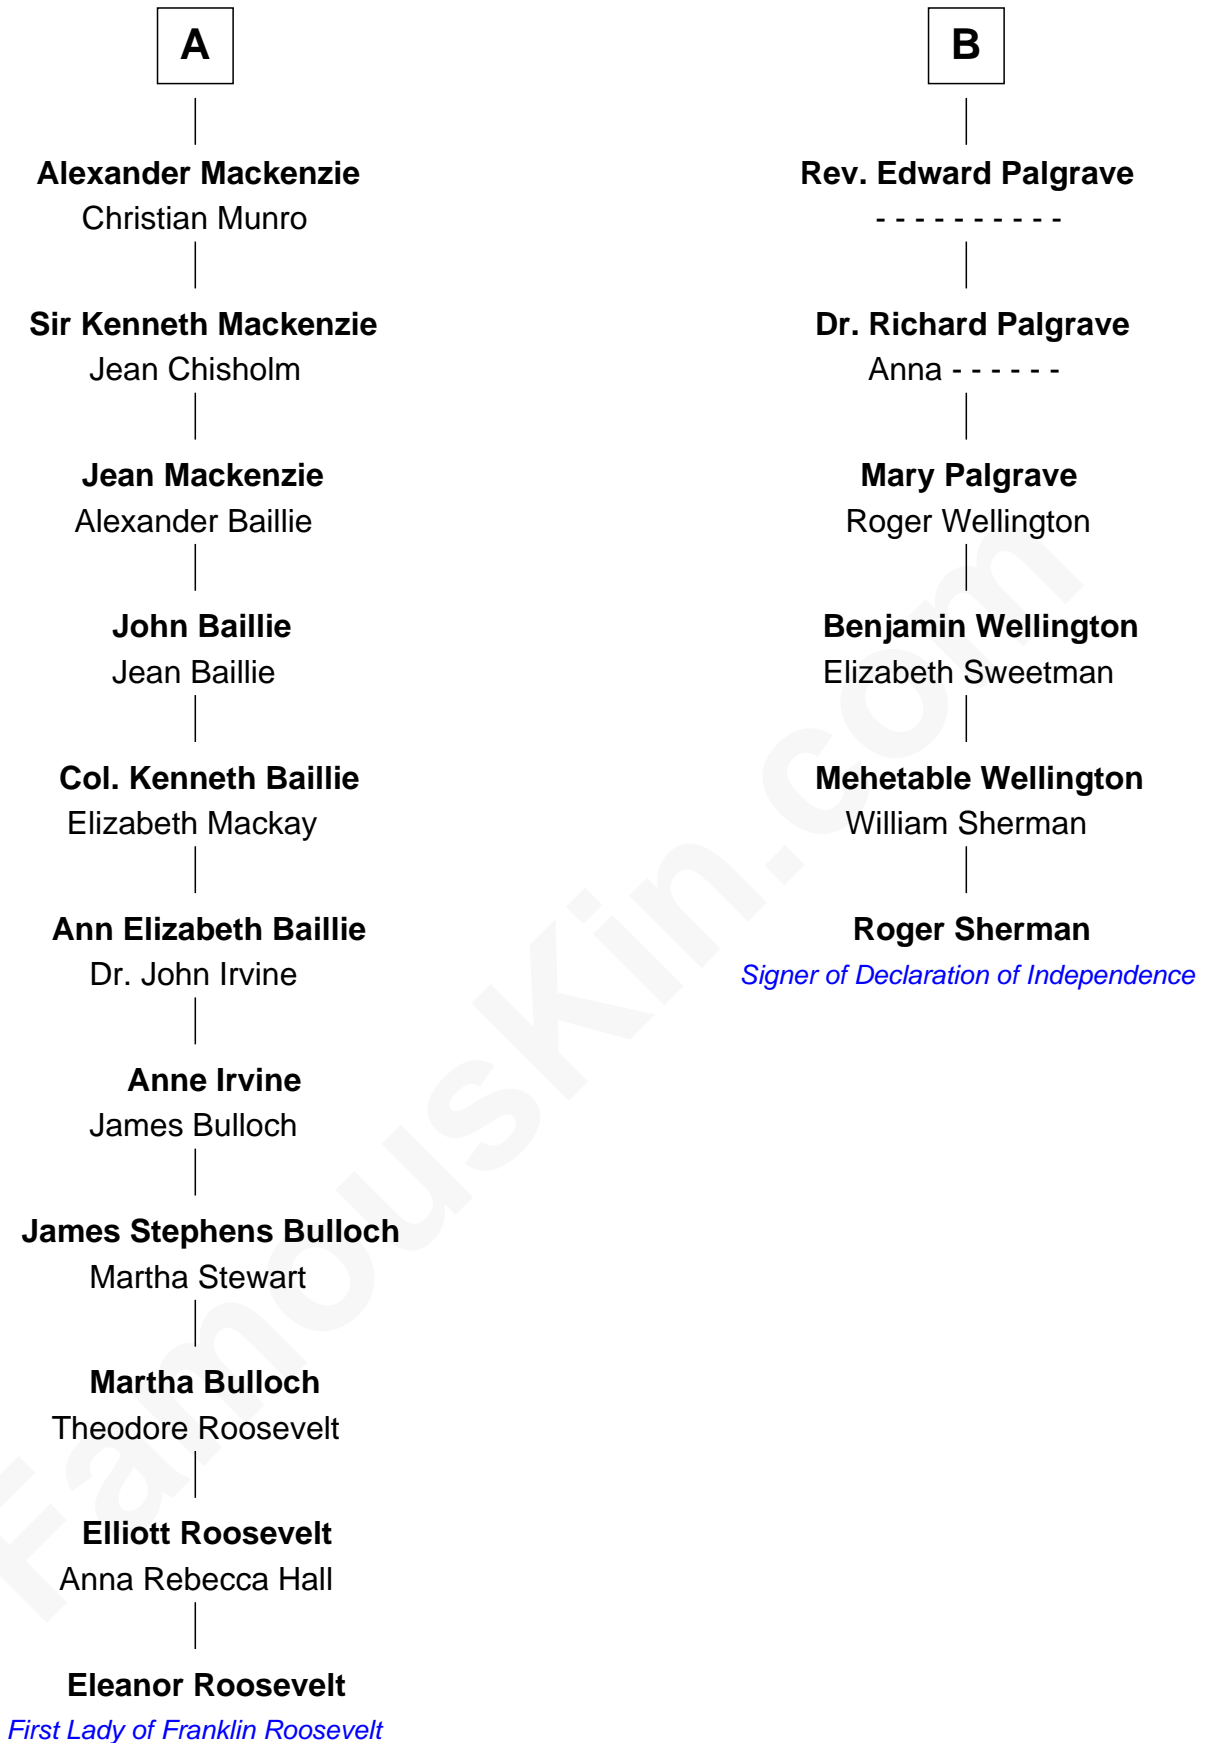 A
Alexander Mackenzie
Christian Munro
Sir Kenneth Mackenzie
Jean Chisholm
Jean Mackenzie
Alexander Baillie
John Baillie
Jean Baillie
Col. Kenneth Baillie
Elizabeth Mackay
Ann Elizabeth Baillie
Dr. John Irvine
Anne Irvine
James Bulloch
James Stephens Bulloch
Martha Stewart
Martha Bulloch
Theodore Roosevelt
Elliott Roosevelt
Anna Rebecca Hall
Eleanor Roosevelt
First Lady of Franklin Roosevelt
B
Rev. Edward Palgrave
- - - - - - - - - -
Dr. Richard Palgrave
Anna - - - - - -
Mary Palgrave
Roger Wellington
Benjamin Wellington
Elizabeth Sweetman
Mehetable Wellington
William Sherman
Roger Sherman
Signer of Declaration of Independence
FamousKin.com